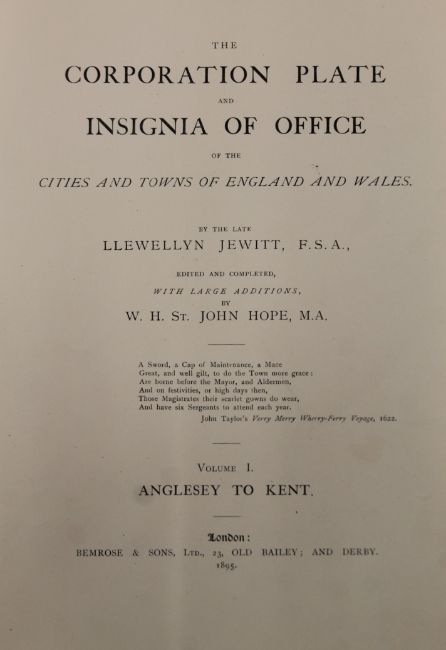 THE
CORPORATION PLATE
AND
INSIGNIA OF OFFICE
OF THE
CITIES AND TOWNS OF ENGLAND AND WALES.
BY THE LATE
LLEWELLYN JEWITT, F.S.A.,
EDITED AND COMPLETED,
WITH LARGE ADDITIONS,
BY
W. H. ST. JOHN HOPE, M.A.
A Sword, a Cap of Maintenance, a Mace
Great, and well gilt, to do the Town more grace:
Are borne before the Mayor, and Aldermen,
And on festivities, or high days then,
Those Magistrates their scarlet gowns do wear,
And have six Sergeants to attend each year.
John Taylor's Very Merry Wherry-Ferry Voyage, 1622.
VOLUME I.
ANGLESEY TO KENT.
London:
BEMROSE & SONS, LTD., 23, OLD BAILEY; AND DERBY.
1895.